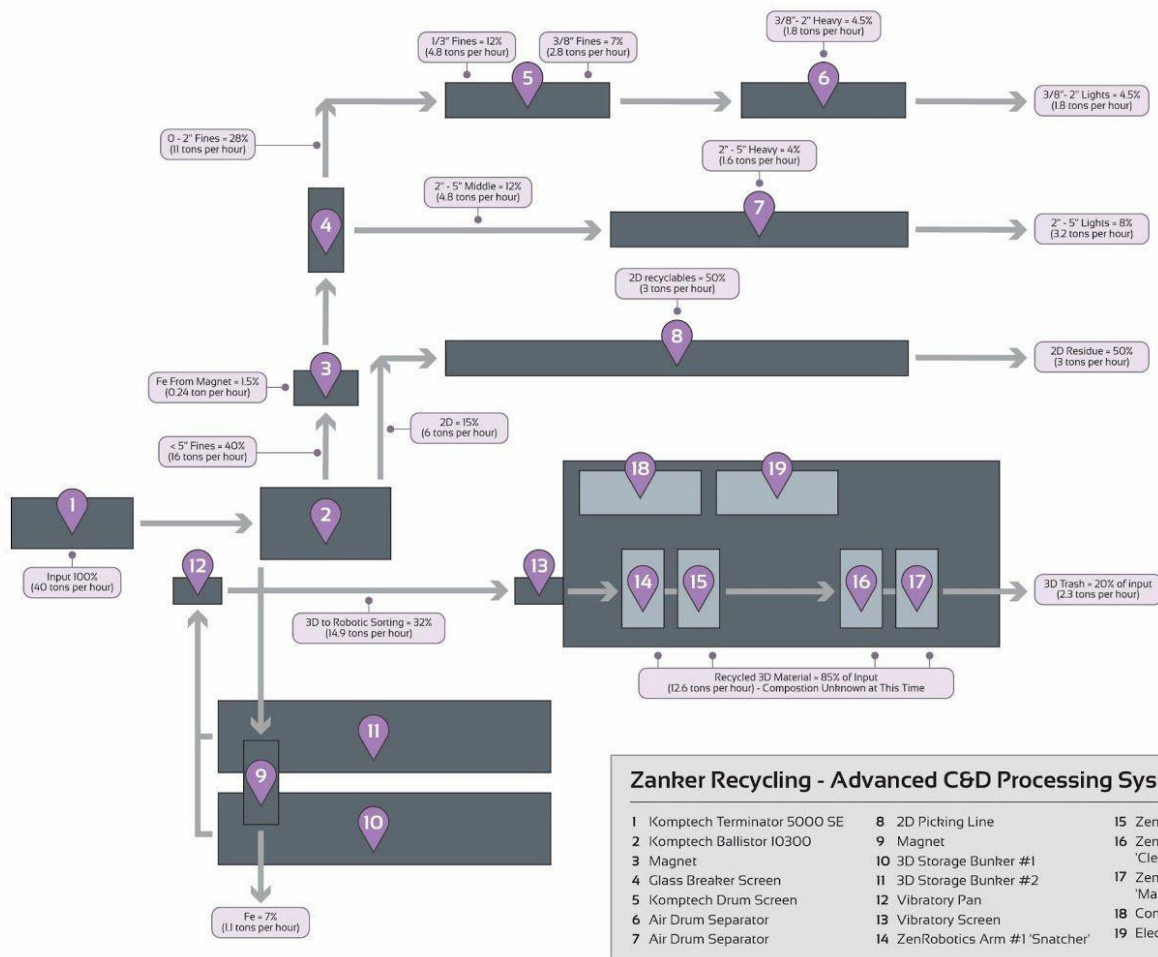 1/3" Fines = 12%
(4.8 tons per hour)
3/8" Fines = 7%
(2.8 tons per hour)
3/8"- 2" Heavy = 4.5%
(1.8 tons per hour)
5
6
3/8"- 2" Lights = 4.5%
(1.8 tons per hour)
0 - 2" Fines = 28%
(11 tons per hour)
2" - 5" Middle = 12%
(4.8 tons per hour)
2" - 5" Heavy = 4%
(1.6 tons per hour)
4
7
2" - 5" Lights = 8%
(3.2 tons per hour)
2D recyclables = 50%
(3 tons per hour)
8
2D Residue = 50%
(3 tons per hour)
3
Fe From Magnet = 1.5%
(0.24 ton per hour)
2D = 15%
(6 tons per hour)
< 5" Fines = 40%
(16 tons per hour)
1
2
Input 100%
(40 tons per hour)
18
19
12
13
14
15
16
17
3D Trash = 20% of input
(2.3 tons per hour)
3D to Robotic Sorting = 32%
(14.9 tons per hour)
Recycled 3D Material = 85% of Input
(12.6 tons per hour) - Compostion Unknown at This Time
11
9
10
Fe = 7%
(1.1 tons per hour)
Zanker Recycling - Advanced C&D Processing Sys
1 Komptech Terminator 5000 SE
2 Komptech Ballistor 10300
3 Magnet
4 Glass Breaker Screen
5 Komptech Drum Screen
6 Air Drum Separator
7 Air Drum Separator
8 2D Picking Line
9 Magnet
10 3D Storage Bunker #1
11 3D Storage Bunker #2
12 Vibratory Pan
13 Vibratory Screen
14 ZenRobotics Arm #1 'Snatcher'
15 Zen
16 Zen
'Cle
17 Zen
'Ma
18 Con
19 Elec